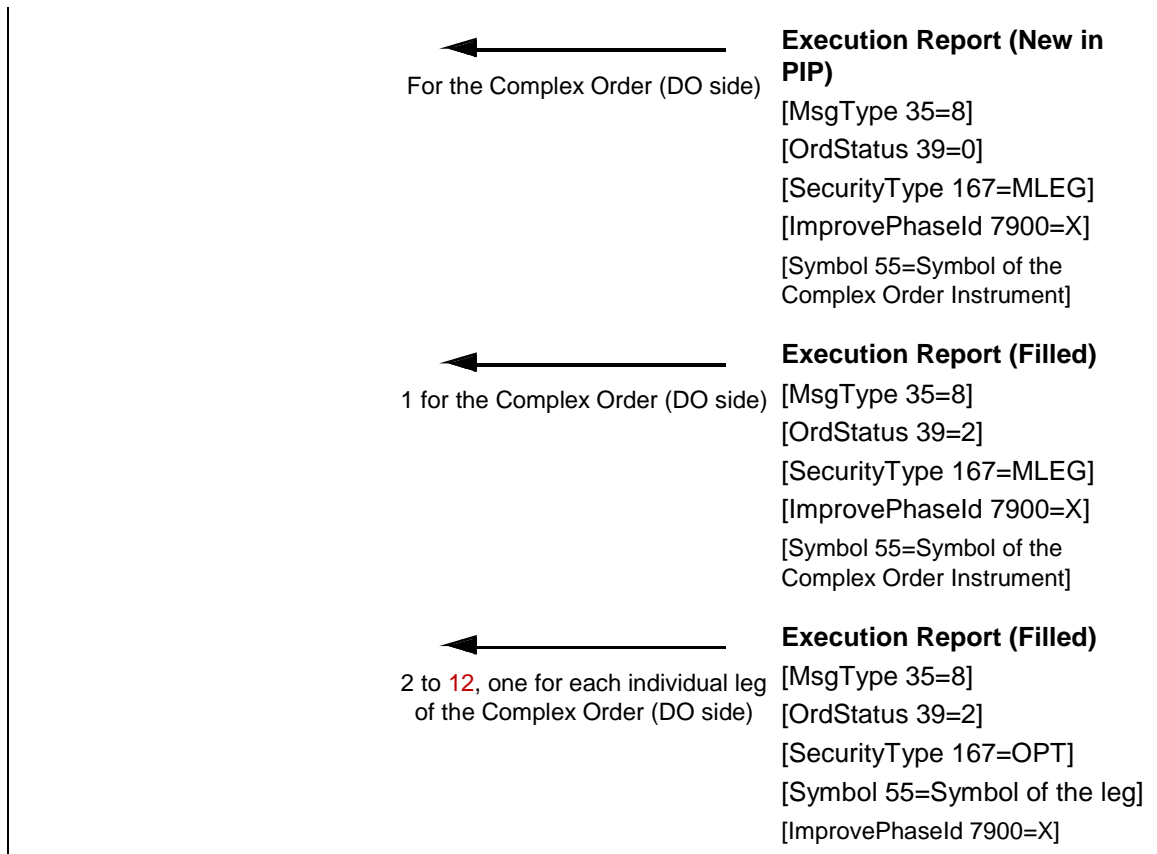 Execution Report (New in
PIP)
For the Complex Order (DO side)
[MsgType 35=8]
[OrdStatus 39=0]
[SecurityType 167=MLEG]
[ImprovePhaseId 7900=X]
[Symbol 55=Symbol of the
Complex Order Instrument]
Execution Report (Filled)
1 for the Complex Order (DO side)
[MsgType 35=8]
[OrdStatus 39=2]
[SecurityType 167=MLEG]
[ImprovePhaseId 7900=X]
[Symbol 55=Symbol of the
Complex Order Instrument]
Execution Report (Filled)
2 to 12, one for each individual leg
of the Complex Order (DO side)
[MsgType 35=8]
[OrdStatus 39=2]
[SecurityType 167=OPT]
[Symbol 55=Symbol of the leg]
[ImprovePhaseId 7900=X]